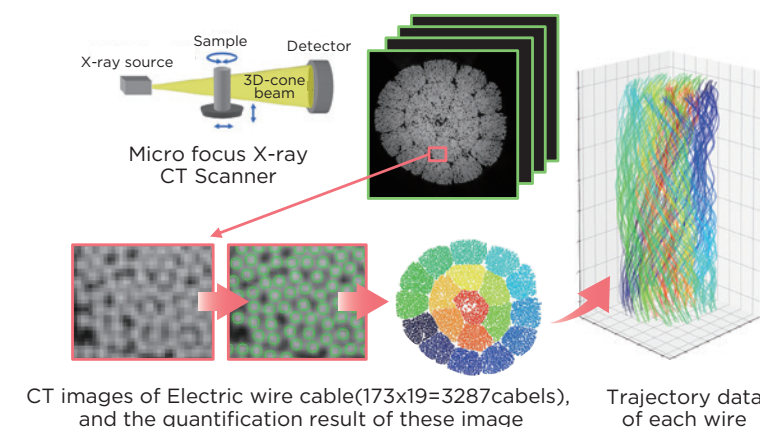 Sample
Detector
X-ray source
3D-cone
beam
Micro focus X-ray
CT Scanner
CT images of Electric wire cable(173x19=3287cabels),
and the quantification result of these image
Trajectory data
of each wire